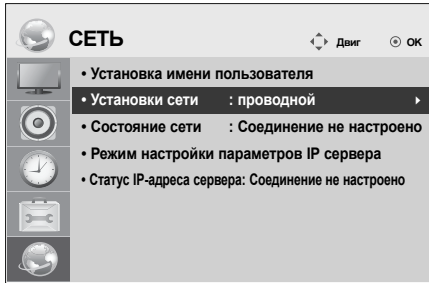 СЕТЬ
Двиг
ОК
• Установка имени пользователя
• Установки сети : проводной
• Состояние сети : Соединение не настроено
• Режим настройки параметров IP сервера
• Статус IP-адреса сервера: Соединение не настроено